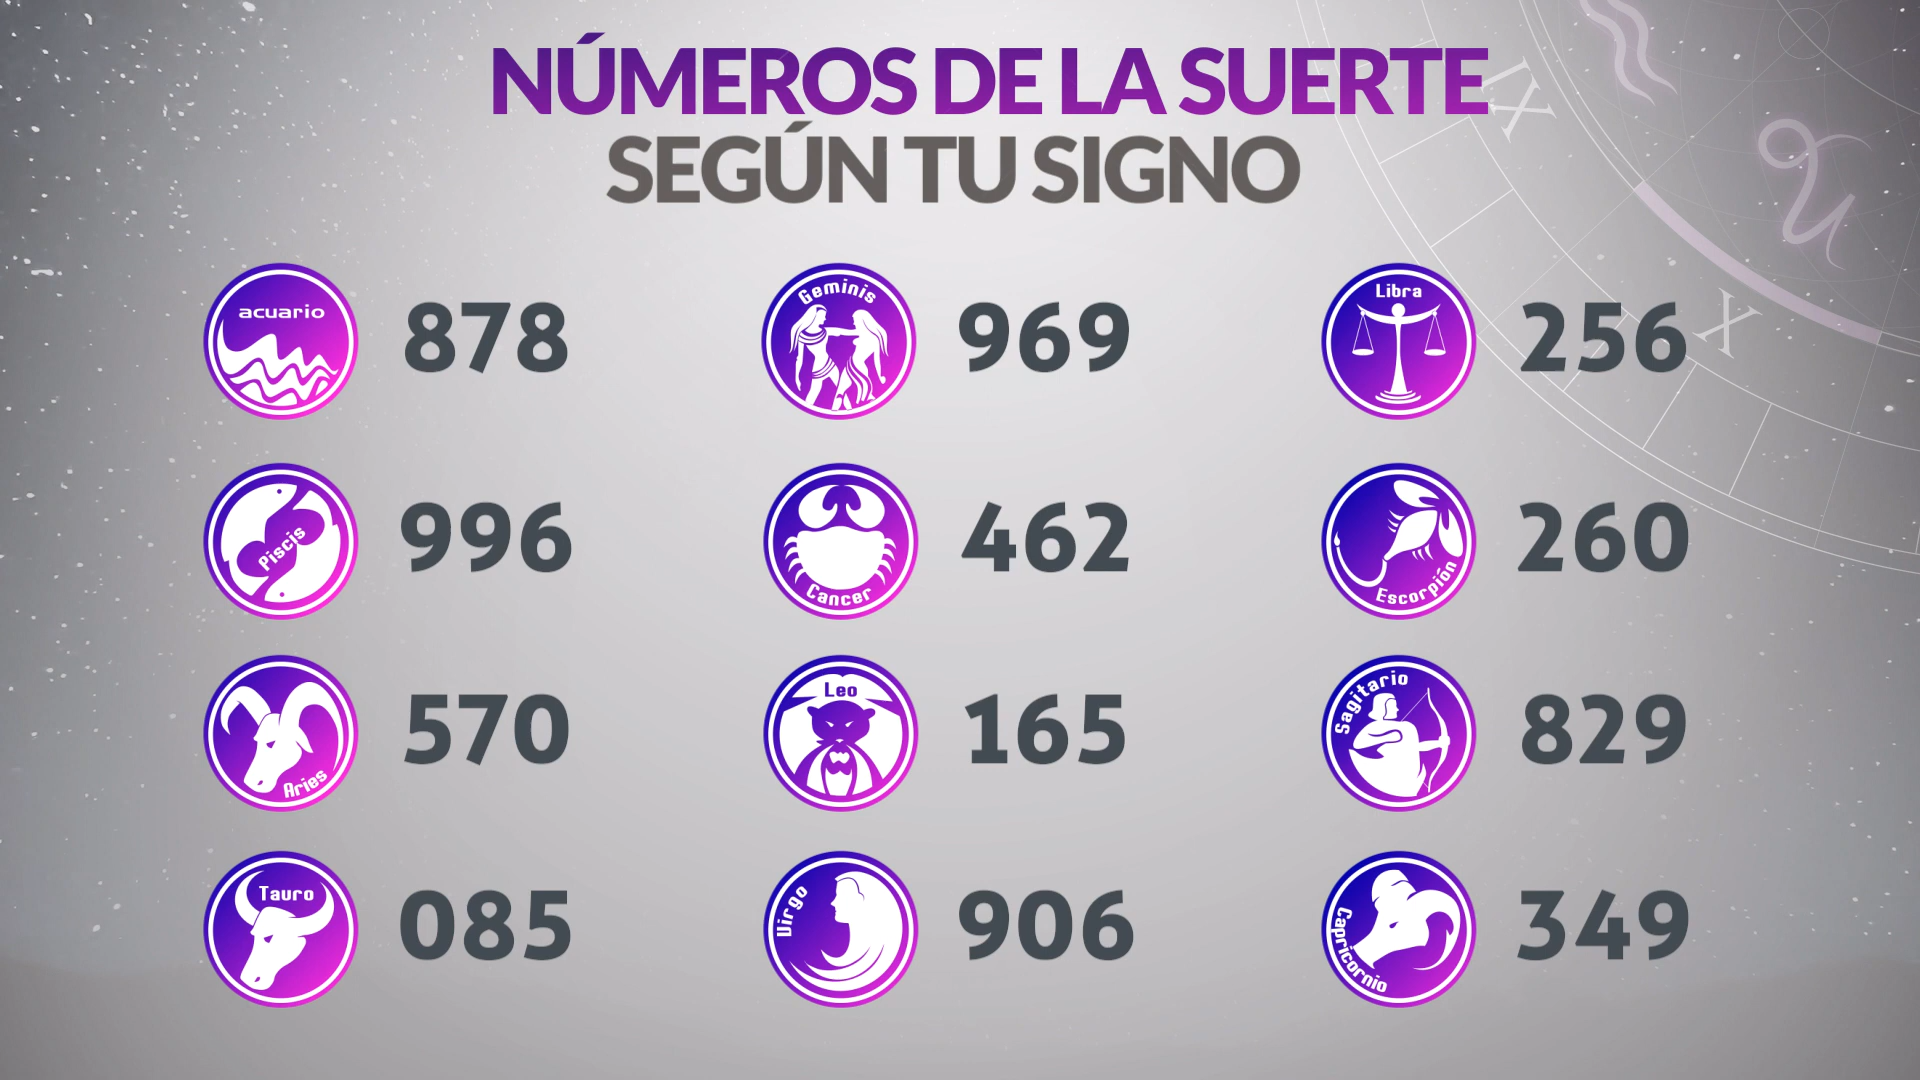 NÚMEROS DE LA SUERTE
SEGÚN TU SIGNO
acuario 878
Geminis 969
Libra 256
Piscis 996
Cancer 462
Escorpión 260
Aries 570
Leo 165
Sagitario 829
Tauro 085
Virgo 906
Capricornio 349
IX
X